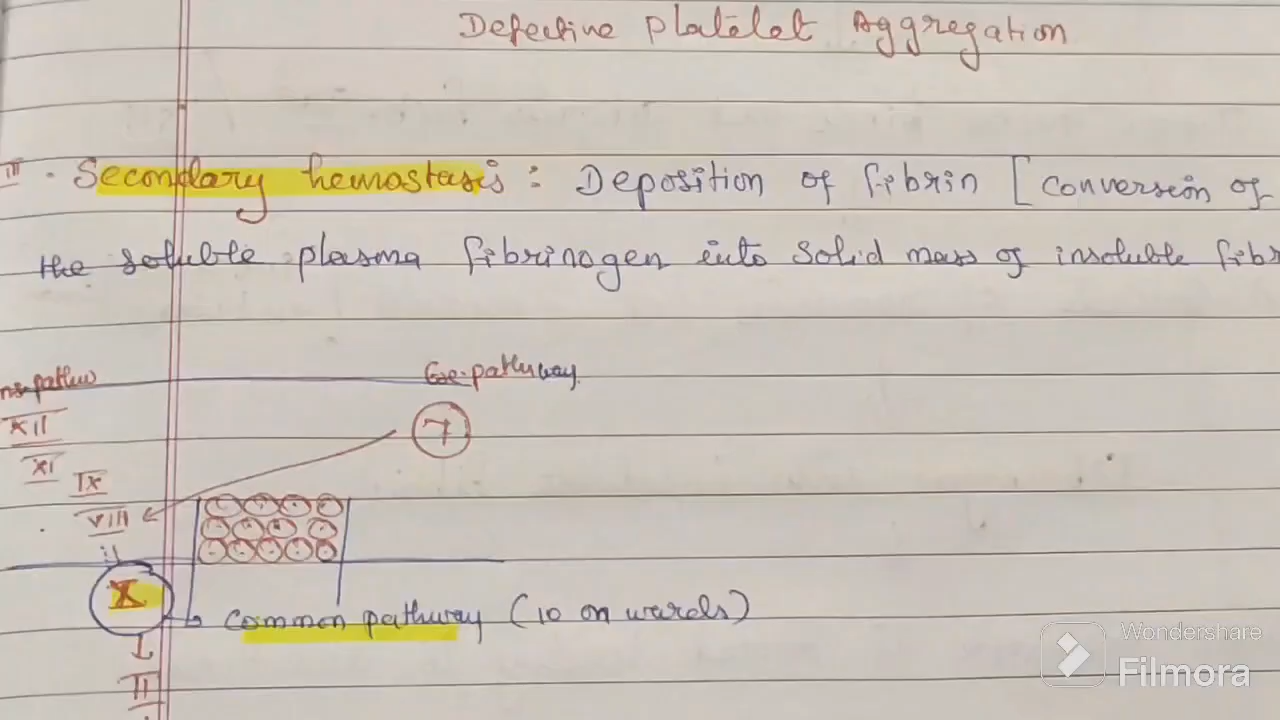 Defective platelet Aggregation
III. Secondary hemostasis : Deposition of fibrin [conversion of
the soluble plasma fibrinogen into solid mass of insoluble fibr
Exe-pathway
XII
7
XI
IX
VIII
X
Common pathway (10 on wards)
II
Wondershare
Filmora